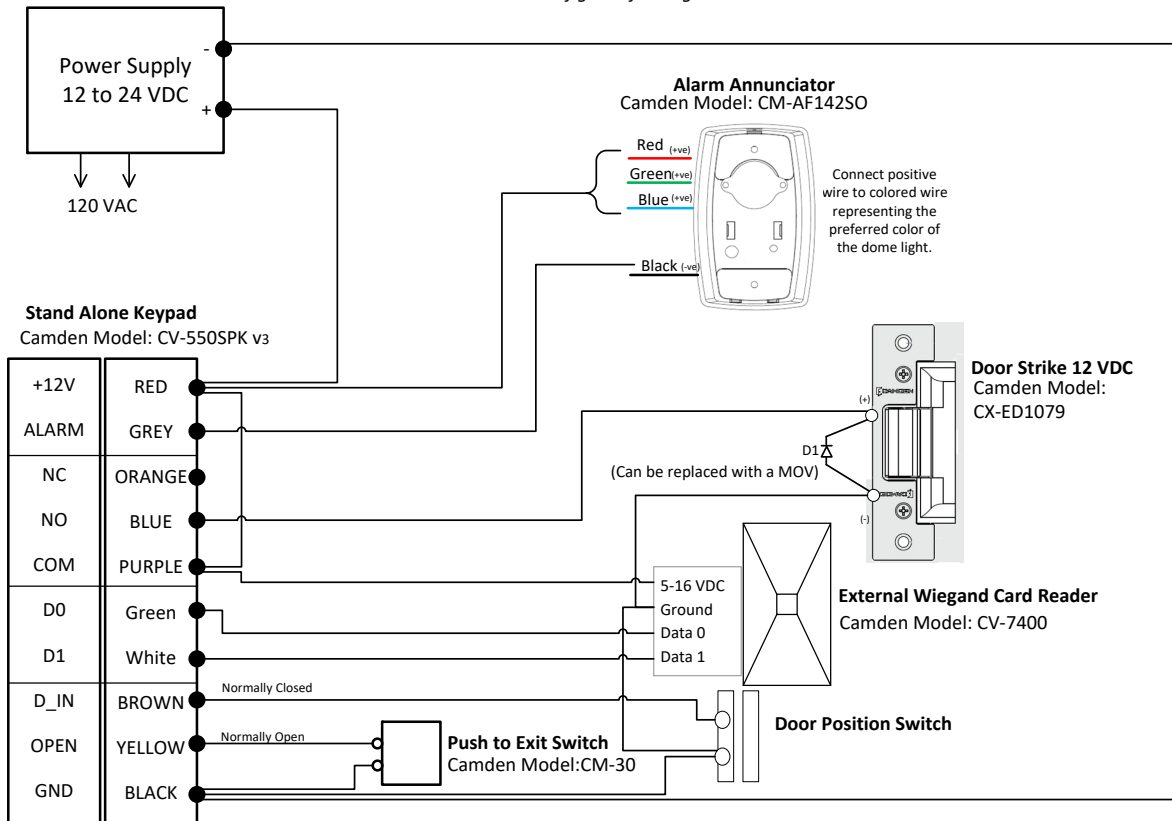 Power Supply
12 to 24 VDC
-
+
120 VAC
Alarm Annunciator
Camden Model: CM-AF142SO
Red (+ve)
Green(+ve)
Blue (+ve)
Black (-ve)
Connect positive
wire to colored wire
representing the
preferred color of
the dome light.
Stand Alone Keypad
Camden Model: CV-550SPK v3
+12V RED
ALARM GREY
NC ORANGE
NO BLUE
COM PURPLE
D0 Green
D1 White
D_IN BROWN
OPEN YELLOW
GND BLACK
Normally Closed
Normally Open
Push to Exit Switch
Camden Model:CM-30
Door Strike 12 VDC
Camden Model:
CX-ED1079
CAMDEN
(+)
D1
(Can be replaced with a MOV)
CAMDEN
(-)
5-16 VDC
Ground
Data 0
Data 1
External Wiegand Card Reader
Camden Model: CV-7400
Door Position Switch